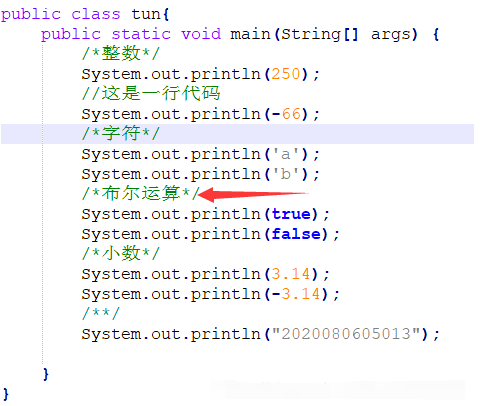 public class tun{
    public static void main(String[] args) {
        /*整数*/
        System.out.println(250);
        //这是一行代码
        System.out.println(-66);
        /*字符*/
        System.out.println('a');
        System.out.println('b');
        /*布尔运算*/
        System.out.println(true);
        System.out.println(false);
        /*小数*/
        System.out.println(3.14);
        System.out.println(-3.14);
        /**/
        System.out.println("2020080605013");
    }
}